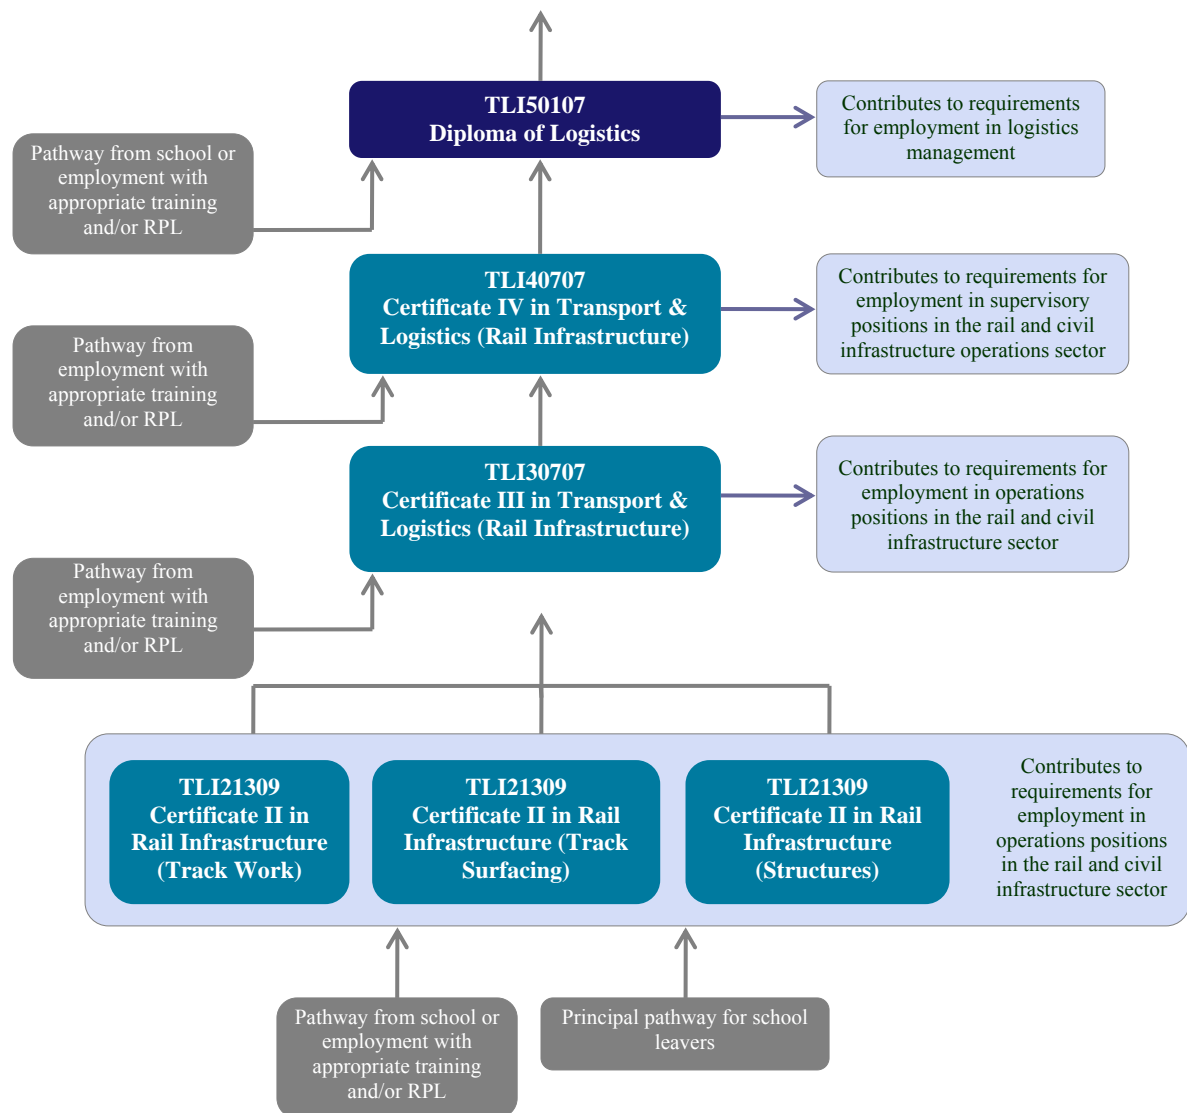 TLI50107
Diploma of Logistics
Contributes to requirements
for employment in logistics
management
Pathway from school or
employment with
appropriate training
and/or RPL
TLI40707
Certificate IV in Transport &
Logistics (Rail Infrastructure)
Contributes to requirements for
employment in supervisory
positions in the rail and civil
infrastructure operations sector
Pathway from
employment with
appropriate training
and/or RPL
TLI30707
Certificate III in Transport &
Logistics (Rail Infrastructure)
Contributes to requirements for
employment in operations
positions in the rail and civil
infrastructure sector
Pathway from
employment with
appropriate training
and/or RPL
TLI21309
Certificate II in
Rail Infrastructure
(Track Work)
TLI21309
Certificate II in Rail
Infrastructure (Track
Surfacing)
TLI21309
Certificate II in Rail
Infrastructure
(Structures)
Contributes to
requirements for
employment in
operations positions
in the rail and civil
infrastructure sector
Pathway from school or
employment with
appropriate training
and/or RPL
Principal pathway for school
leavers